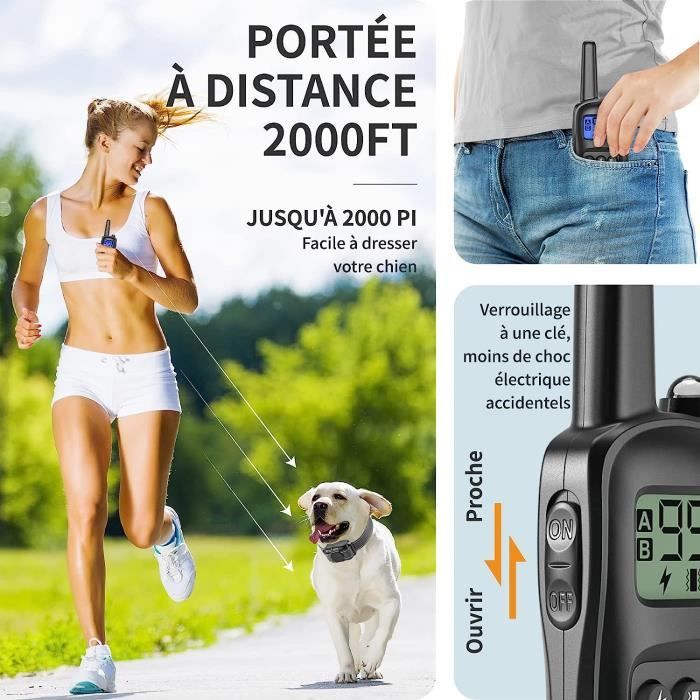 PORTÉE
À DISTANCE
2000FT
JUSQU'À 2000 PI
Facile à dresser
votre chien
Verrouillage
à une clé,
moins de choc
électrique
accidentels
Proche
Ouvrir
ON
OFF
A
B
99